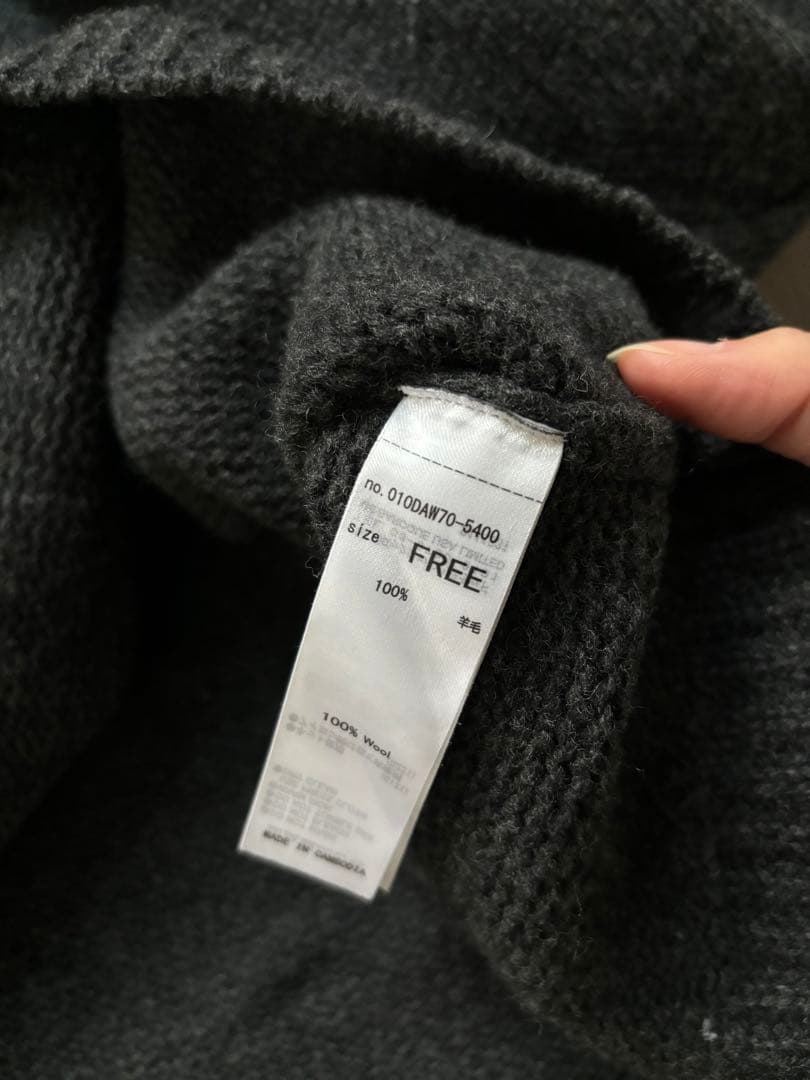 no. 010DAW70-5400
size FREE
100% 羊毛
100% Wool
MADE IN CAMBODIA